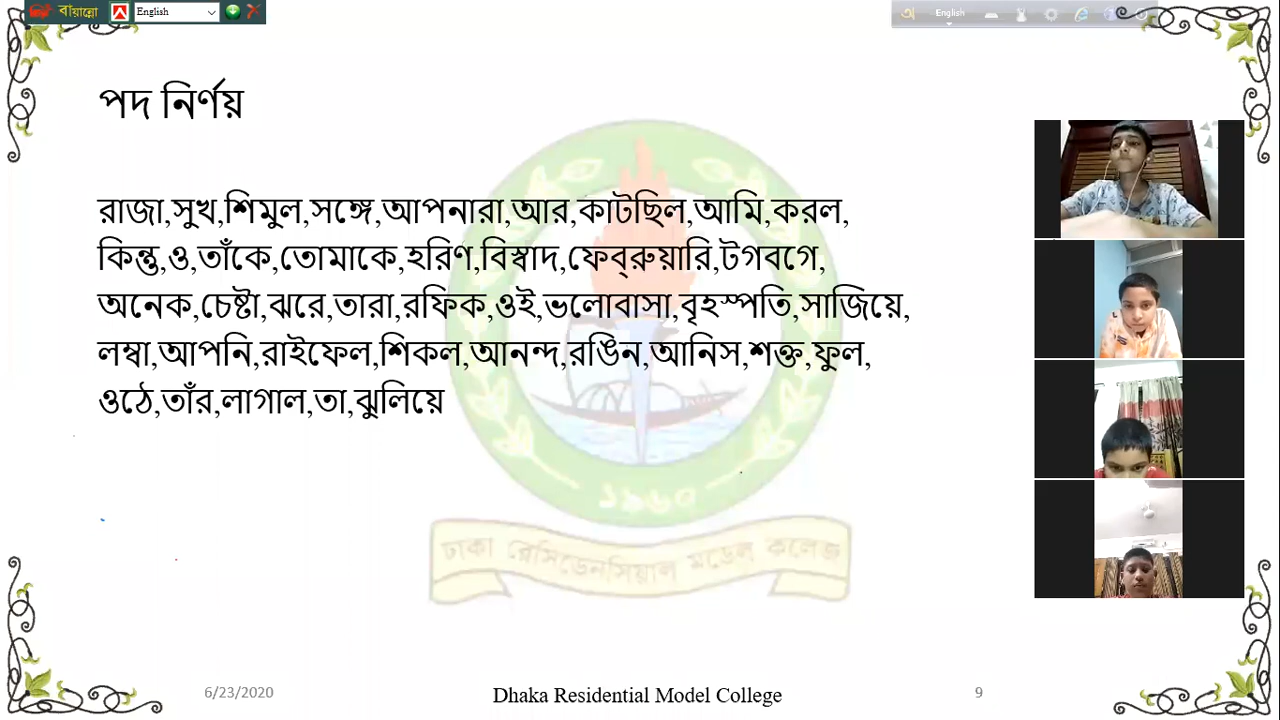 বাঁয়ান্নো English
অ English
পদ নির্ণয়
রাজা,সুখ,শিমুল,সঙ্গে,আপনারা,আর,কাটছিল,আমি,করল,
কিন্তু,ও,তাঁকে,তোমাকে,হরিণ,বিস্বাদ,ফেব্‌রুয়ারি,টগবগে,
অনেক,চেষ্টা,ঝরে,তারা,রফিক,ওই,ভলোবাসা,বৃহস্পতি,সাজিয়ে,
লম্বা,আপনি,রাইফেল,শিকল,আনন্দ,রঙিন,আনিস,শক্ত,ফুল,
ওঠে,তাঁর,লাগাল,তা,ঝুলিয়ে
১৯৬০
রেসিডেনসিয়াল মডেল কলেজ
6/23/2020
Dhaka Residential Model College
9